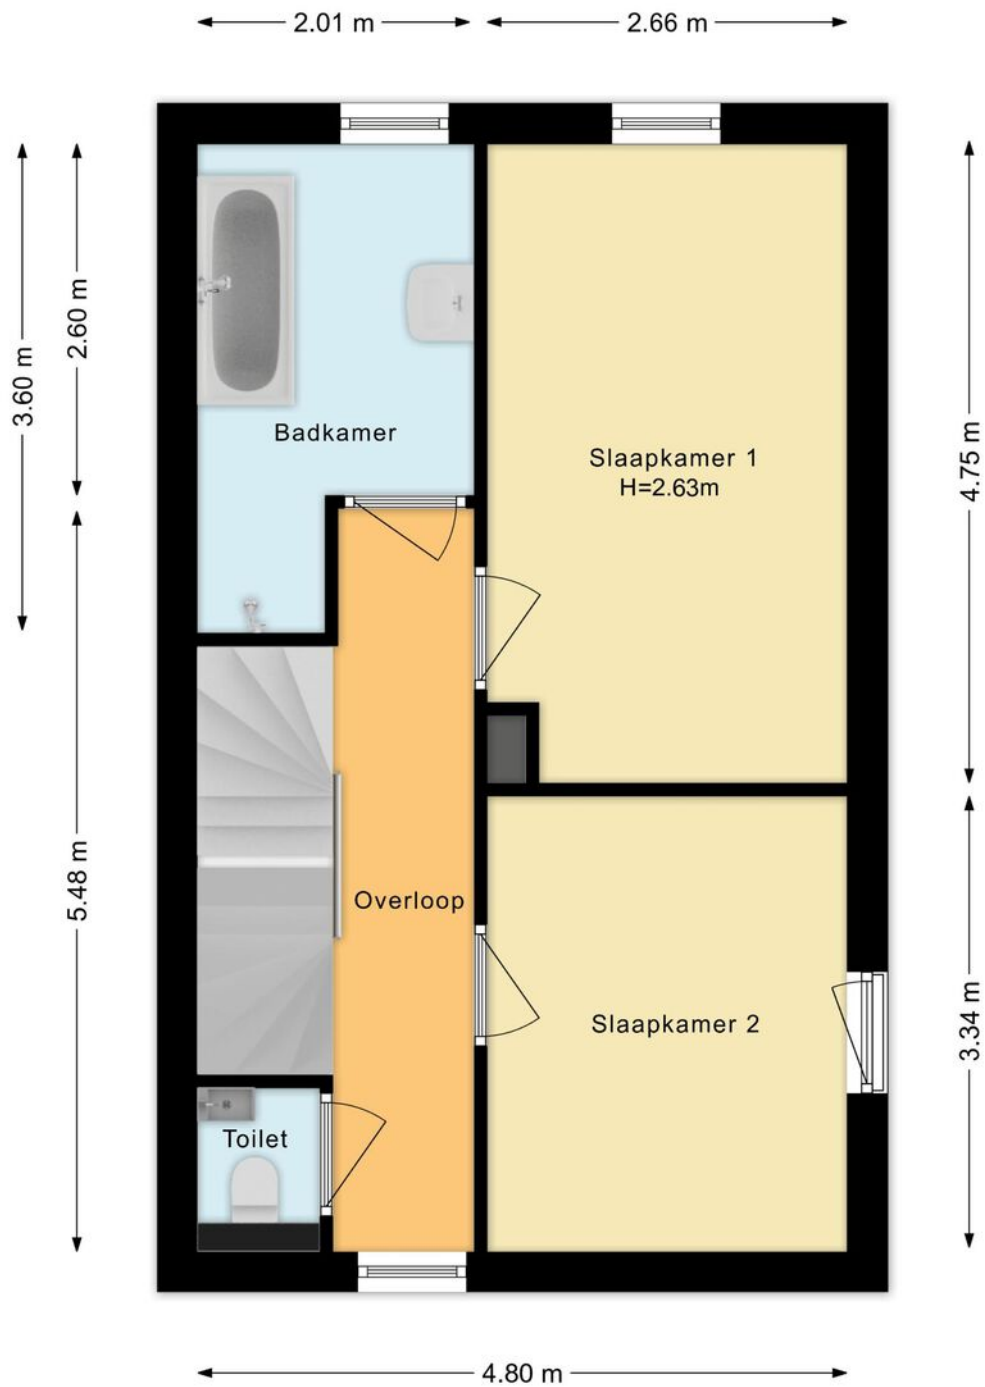 2.01 m
2.66 m
2.60 m
3.60 m
Badkamer
Slaapkamer 1
H=2.63m
4.75 m
5.48 m
Overloop
Slaapkamer 2
3.34 m
Toilet
4.80 m